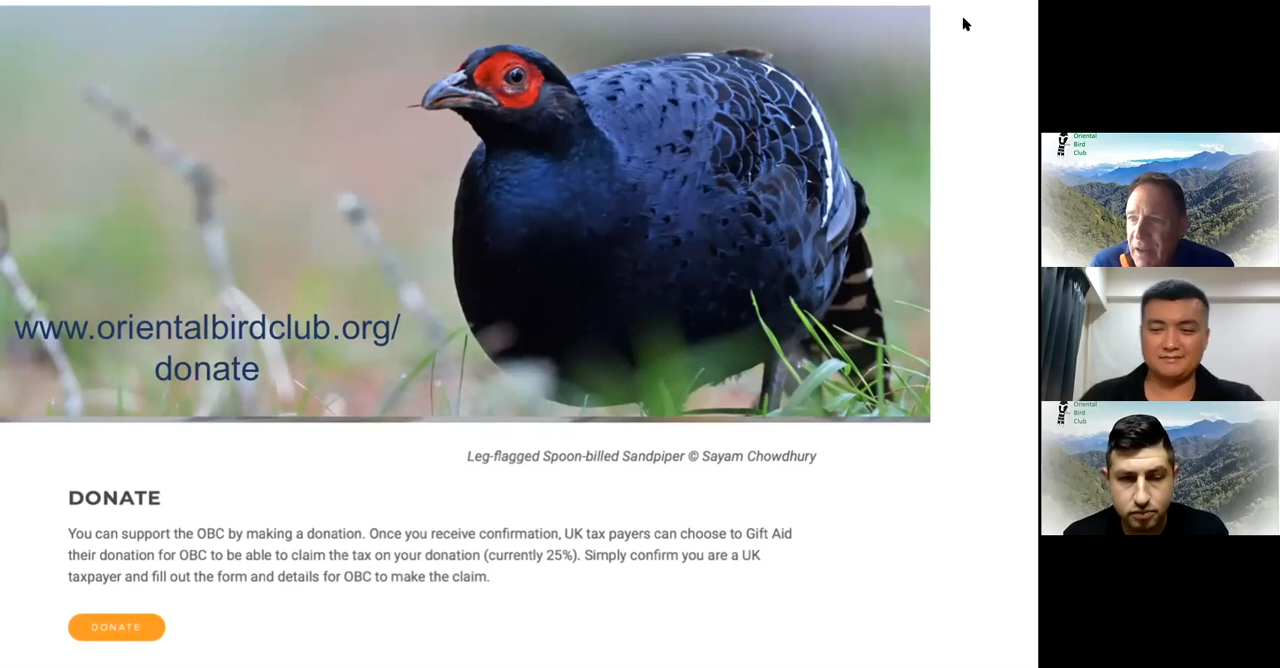 www.orientalbirdclub.org/
donate
Leg-flagged Spoon-billed Sandpiper © Sayam Chowdhury
DONATE
You can support the OBC by making a donation. Once you receive confirmation, UK tax payers can choose to Gift Aid
their donation for OBC to be able to claim the tax on your donation (currently 25%). Simply confirm you are a UK
taxpayer and fill out the form and details for OBC to make the claim.
DONATE
Oriental
Bird
Club
Oriental
Bird
Club